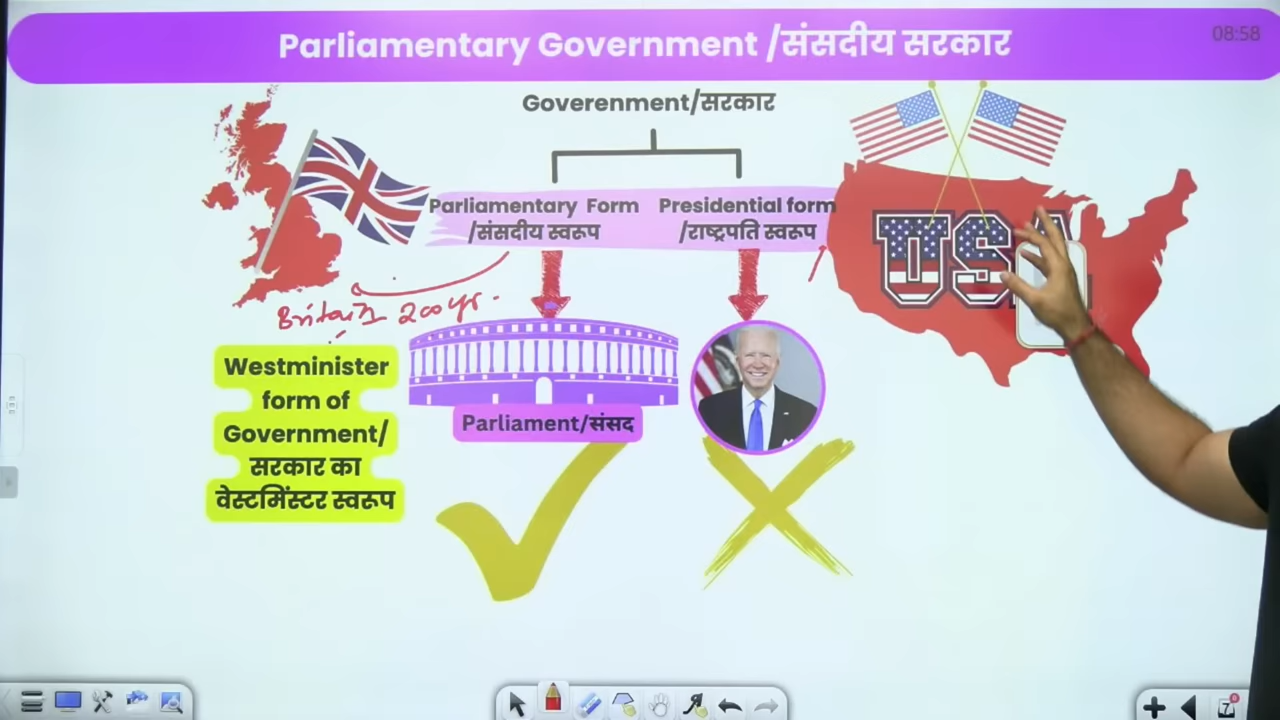 Parliamentary Government /संसदीय सरकार
08:58
Goverenment/सरकार
Parliamentary Form
/संसदीय स्वरूप
Presidential form
/राष्ट्रपति स्वरूप
USA
Britain 200yr.
Westminister
form of
Government/
सरकार का
वेस्टमिंस्टर स्वरूप
Parliament/संसद